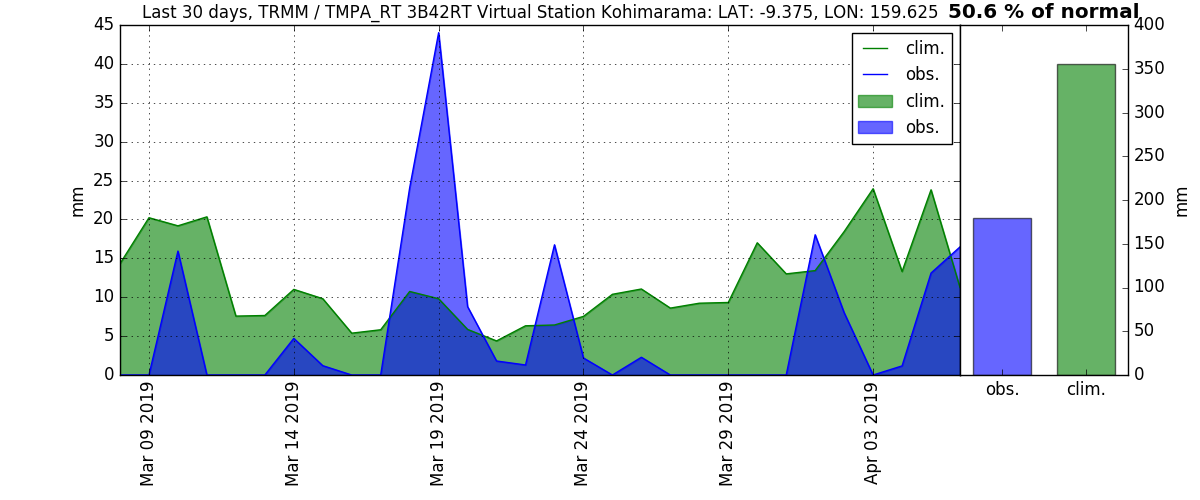 Last 30 days, TRMM / TMPA_RT 3B42RT Virtual Station Kohimarama: LAT: -9.375, LON: 159.625 50.6 % of normal
45
40
35
30
25
20
15
10
5
0
mm
clim.
obs.
clim.
obs.
Mar 09 2019
Mar 14 2019
Mar 19 2019
Mar 24 2019
Mar 29 2019
Apr 03 2019
400
350
300
250
200
150
100
50
0
mm
obs. clim.